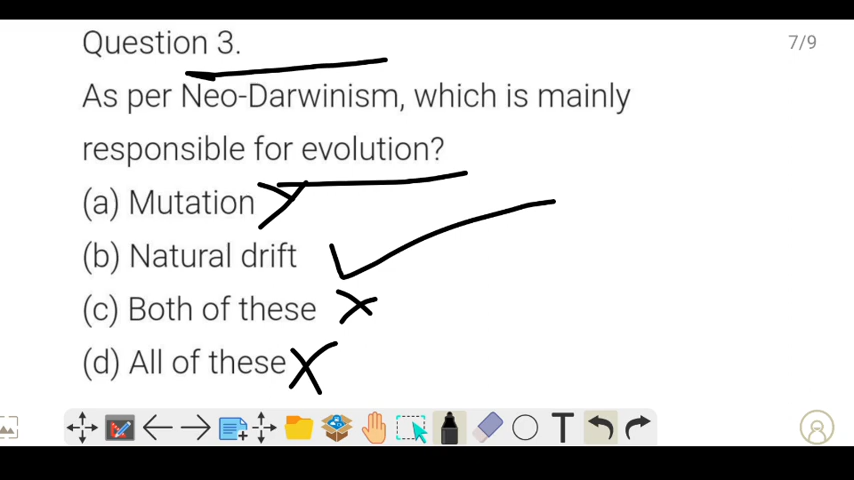 Question 3.
7/9
As per Neo-Darwinism, which is mainly
responsible for evolution?
(a) Mutation
(b) Natural drift
(c) Both of these
(d) All of these
T